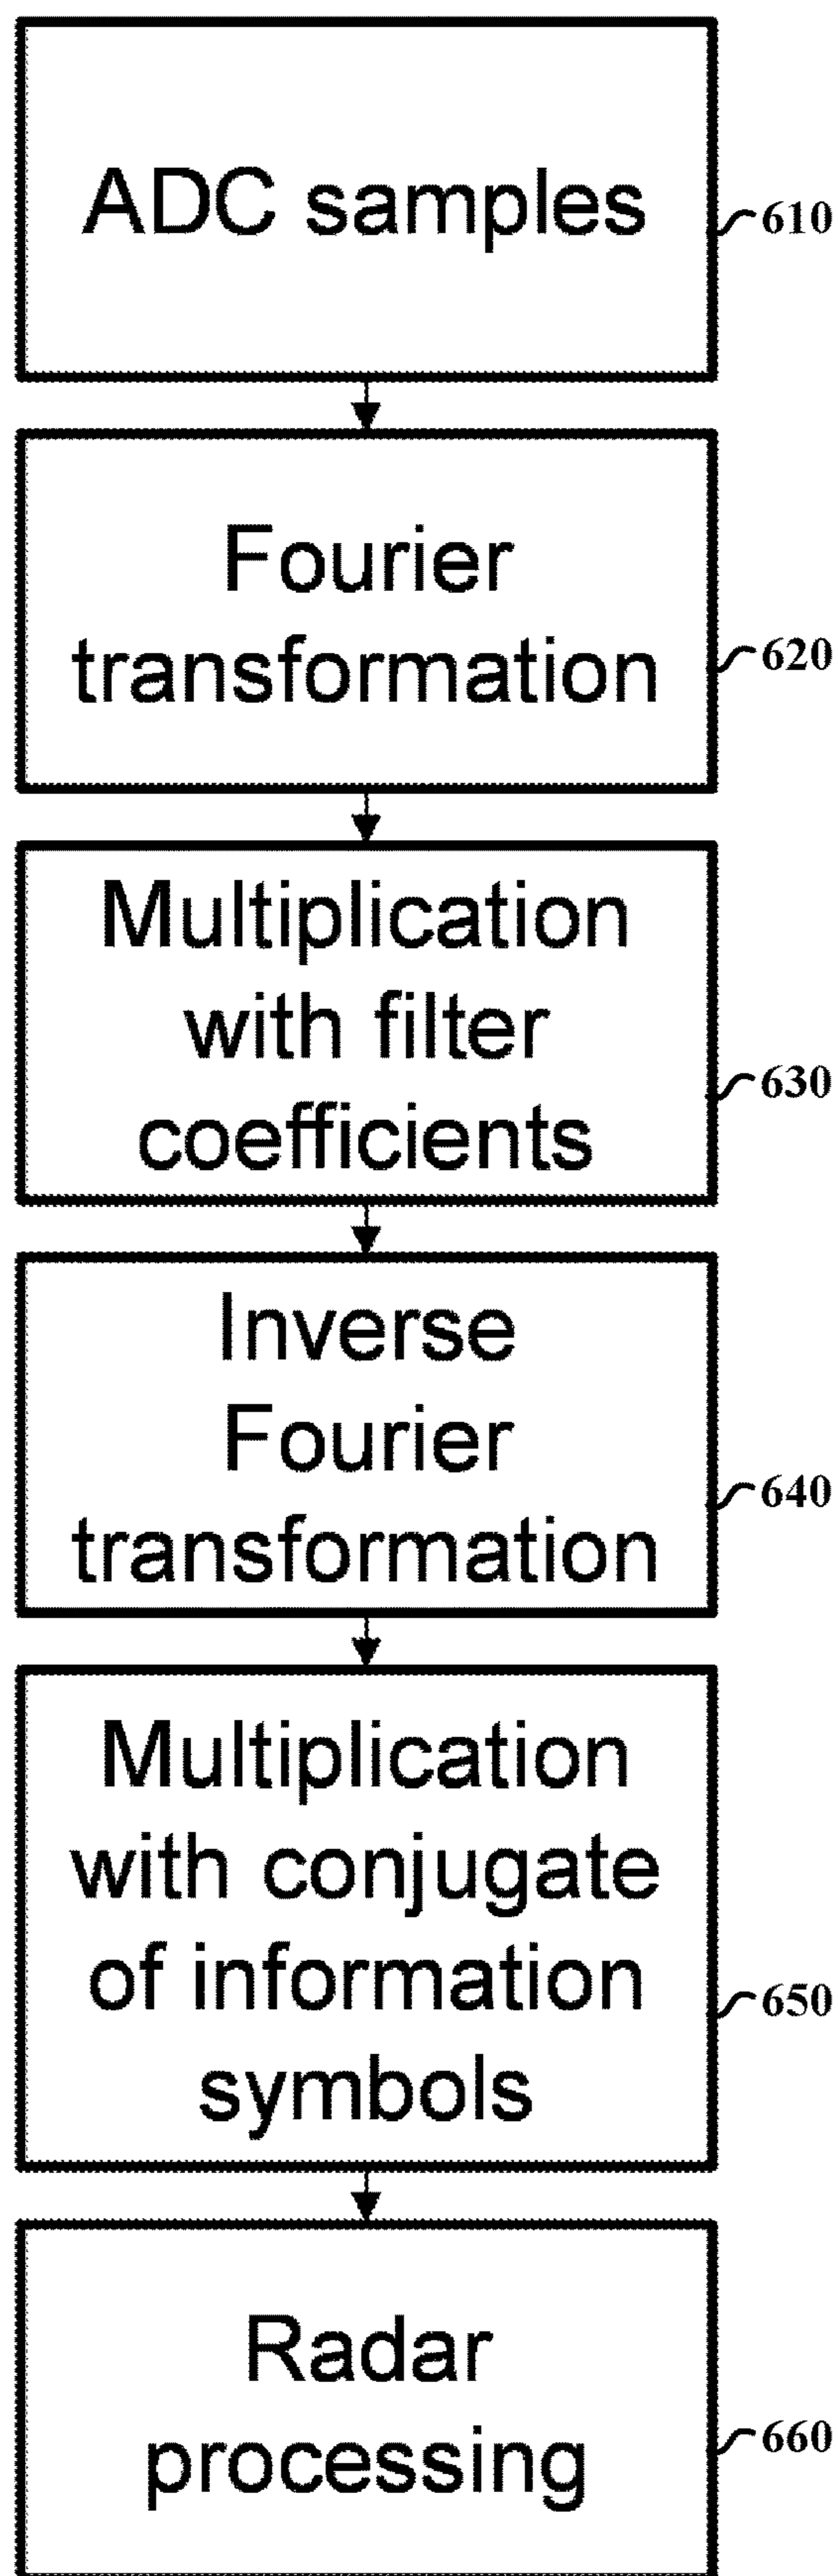 ADC samples
610
Fourier
transformation
620
Multiplication
with filter
coefficients
630
Inverse
Fourier
transformation
640
Multiplication
with conjugate
of information
symbols
650
Radar
processing
660